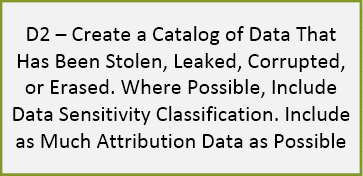 D2 – Create a Catalog of Data That
Has Been Stolen, Leaked, Corrupted,
or Erased. Where Possible, Include
Data Sensitivity Classification. Include
as Much Attribution Data as Possible